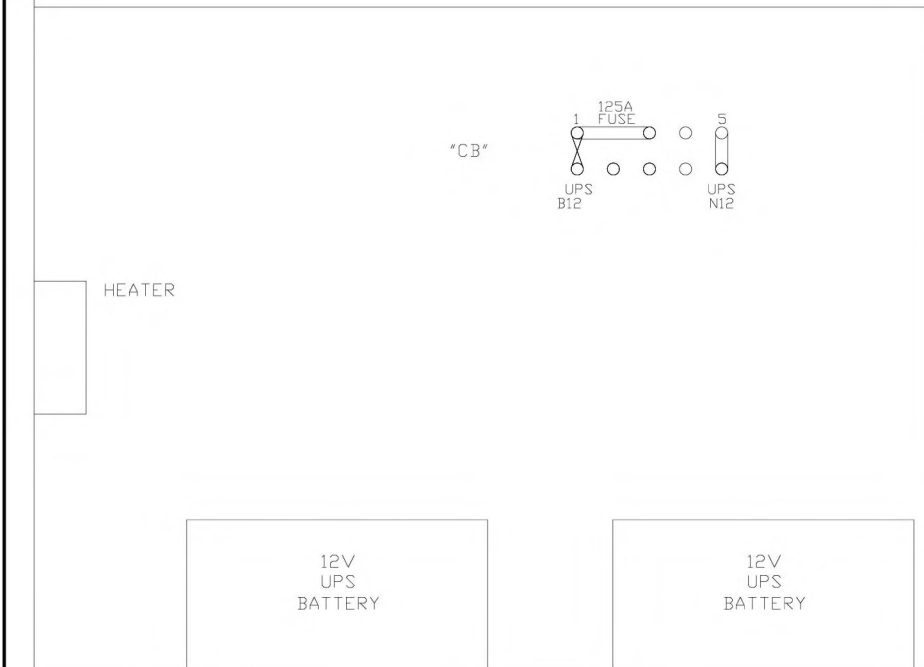 125A
FUSE
1
5
"CB"
UPS
B12
UPS
N12
HEATER
12V
UPS
BATTERY
12V
UPS
BATTERY